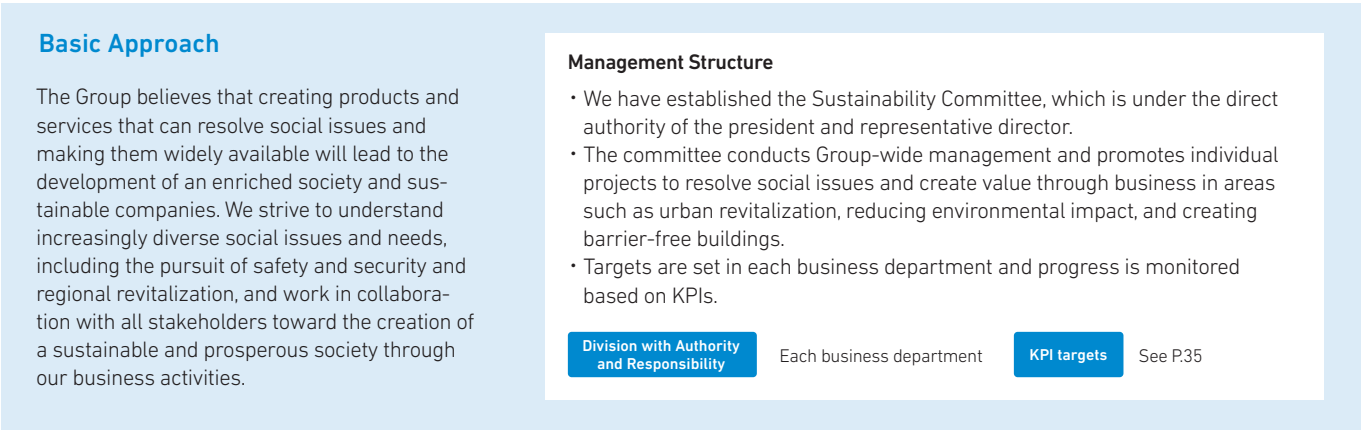 Basic Approach
The Group believes that creating products and
services that can resolve social issues and
making them widely available will lead to the
development of an enriched society and sus-
tainable companies. We strive to understand
increasingly diverse social issues and needs,
including the pursuit of safety and security and
regional revitalization, and work in collabora-
tion with all stakeholders toward the creation of
a sustainable and prosperous society through
our business activities.
Management Structure
・We have established the Sustainability Committee, which is under the direct
authority of the president and representative director.
・The committee conducts Group-wide management and promotes individual
projects to resolve social issues and create value through business in areas
such as urban revitalization, reducing environmental impact, and creating
barrier-free buildings.
・Targets are set in each business department and progress is monitored
based on KPIs.
Division with Authority
and Responsibility
Each business department
KPI targets
See P.35